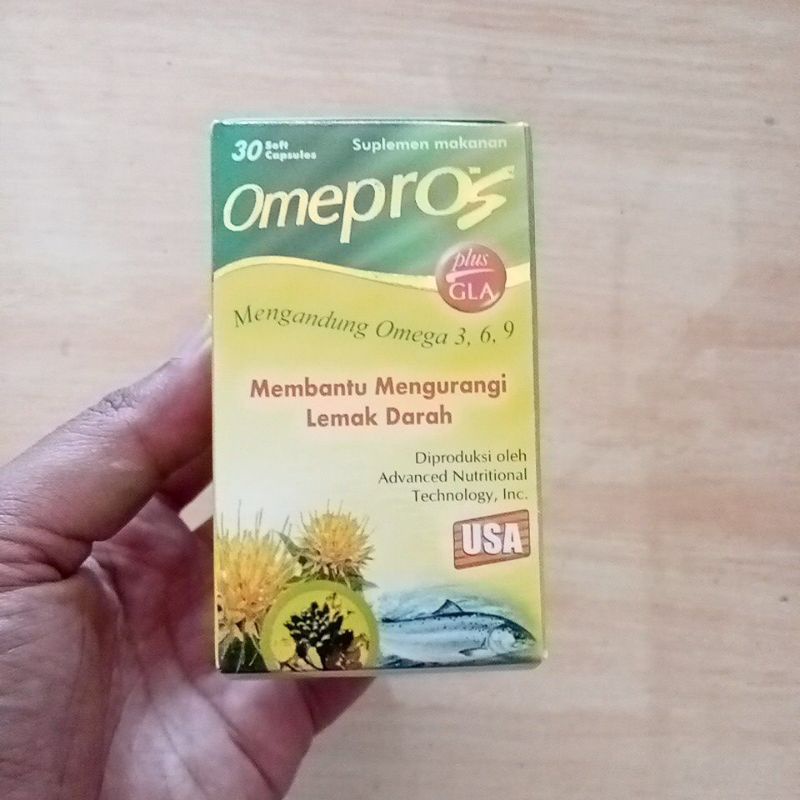 30 Soft Capsules
Suplemen makanan
Omepros™
plus
GLA
Mengandung Omega 3, 6, 9
Membantu Mengurangi
Lemak Darah
Diproduksi oleh
Advanced Nutritional
Technology, Inc.
USA